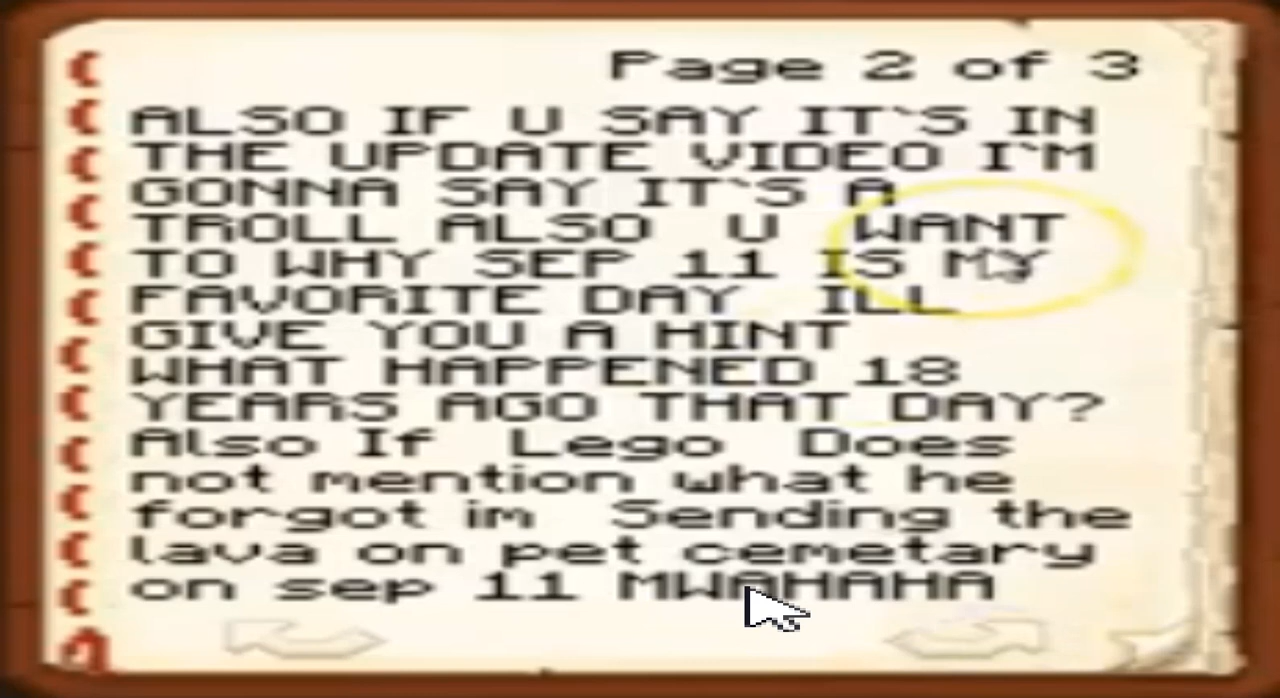 Page 2 of 3
ALSO IF U SAY IT`S IN
THE UPDATE VIDEO I`M
GONNA SAY IT`S A
TROLL ALSO U WANT
TO WHY SEP 11 IS MY
FAVORITE DAY ILL
GIVE YOU A HINT
WHAT HAPPENED 18
YEARS AGO THAT DAY?
Also If Lego Does
not mention what he
forgot im Sending the
lava on pet cemetary
on sep 11 MWAHAHA